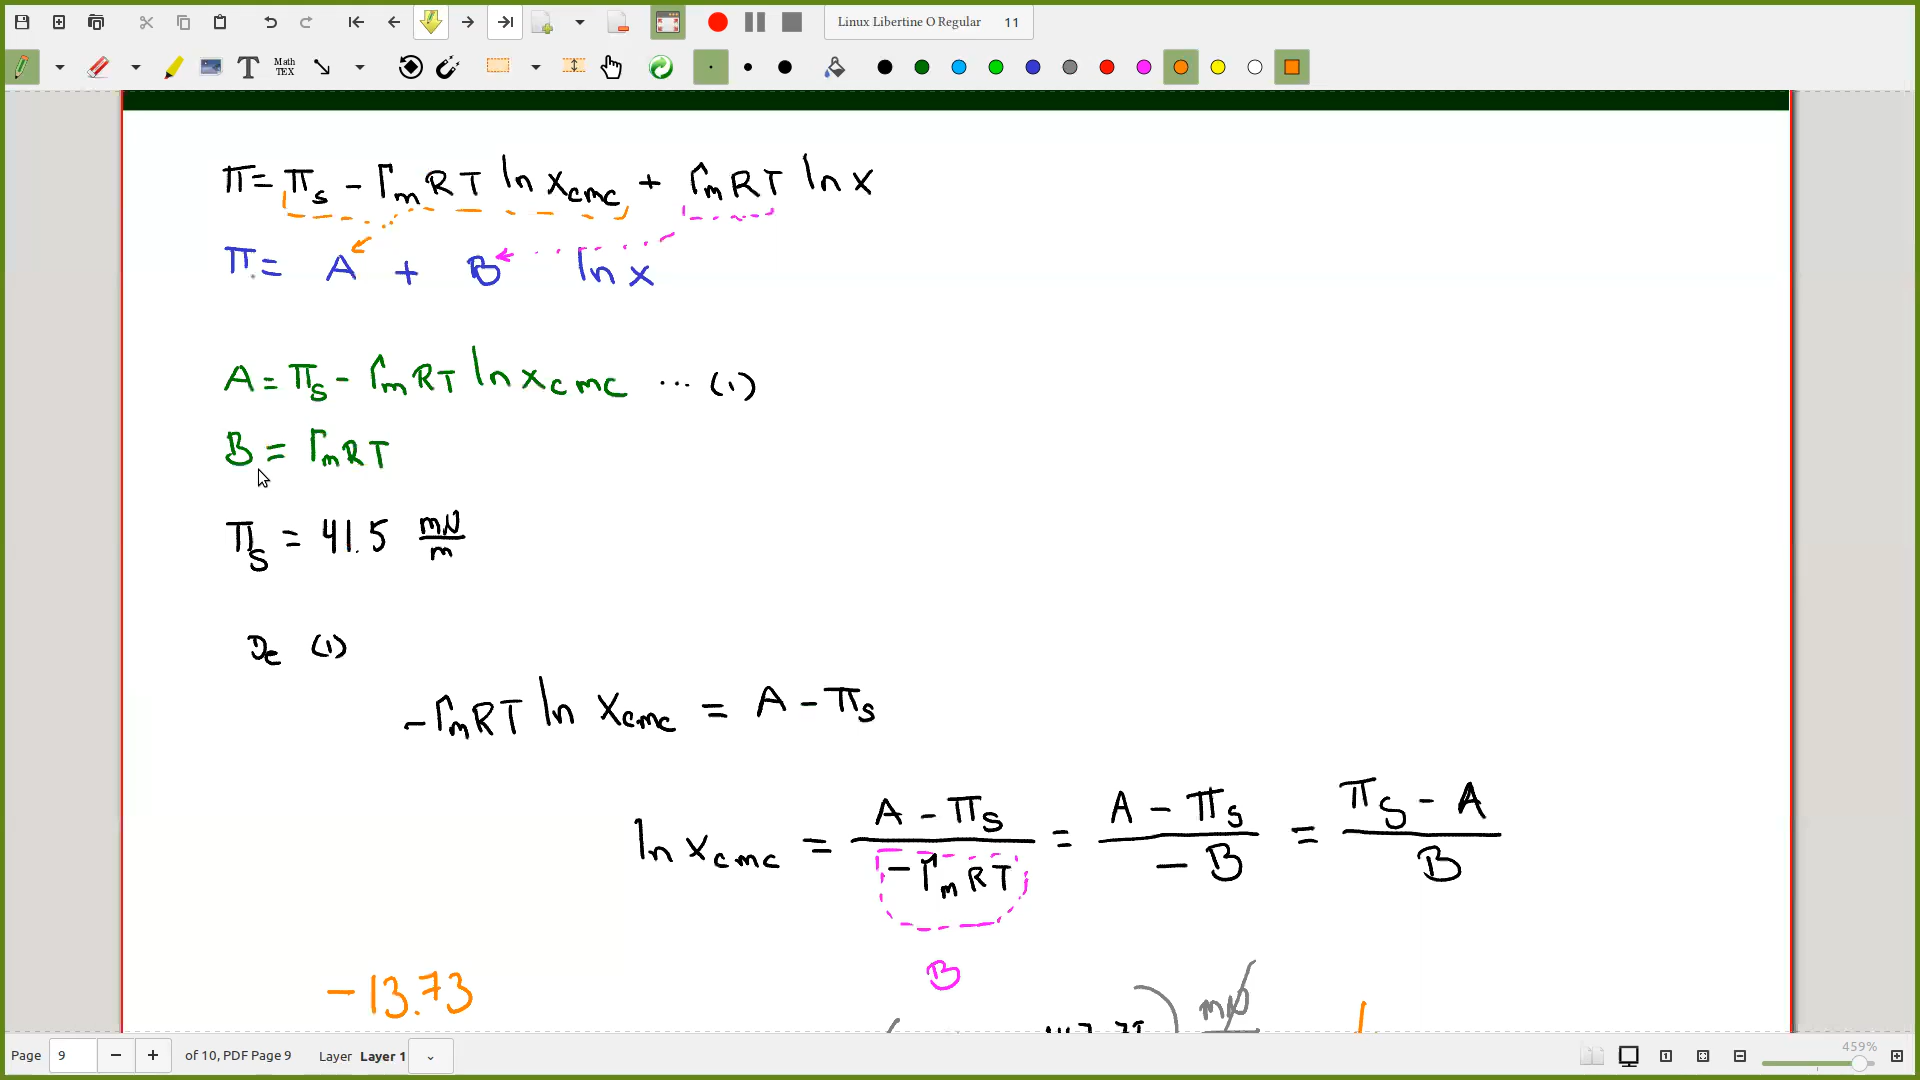 Linux Libertine O Regular 11
Math
TEX
π = πs - ΓmRT ln xcmc + ΓmRT ln x
π = A + B ln x
A = πs - ΓmRT ln xcmc ... (1)
B = ΓmRT
πs = 41.5 mN/m
De (1)
-ΓmRT ln xcmc = A - πs
ln xcmc = (A - πs)/(-ΓmRT) = (A - πs)/(-B) = (πs - A)/B
B
-13.73
mN
Page 9 of 10, PDF Page 9 Layer Layer 1
459%